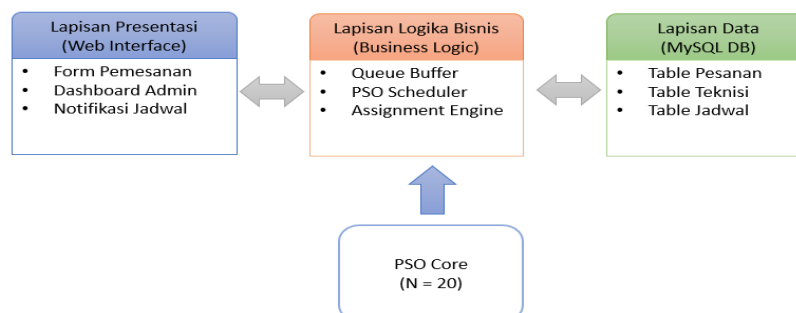 Lapisan Presentasi
(Web Interface)
• Form Pemesanan
• Dashboard Admin
• Notifikasi Jadwal
Lapisan Logika Bisnis
(Business Logic)
• Queue Buffer
• PSO Scheduler
• Assignment Engine
Lapisan Data
(MySQL DB)
• Table Pesanan
• Table Teknisi
• Table Jadwal
PSO Core
(N = 20)